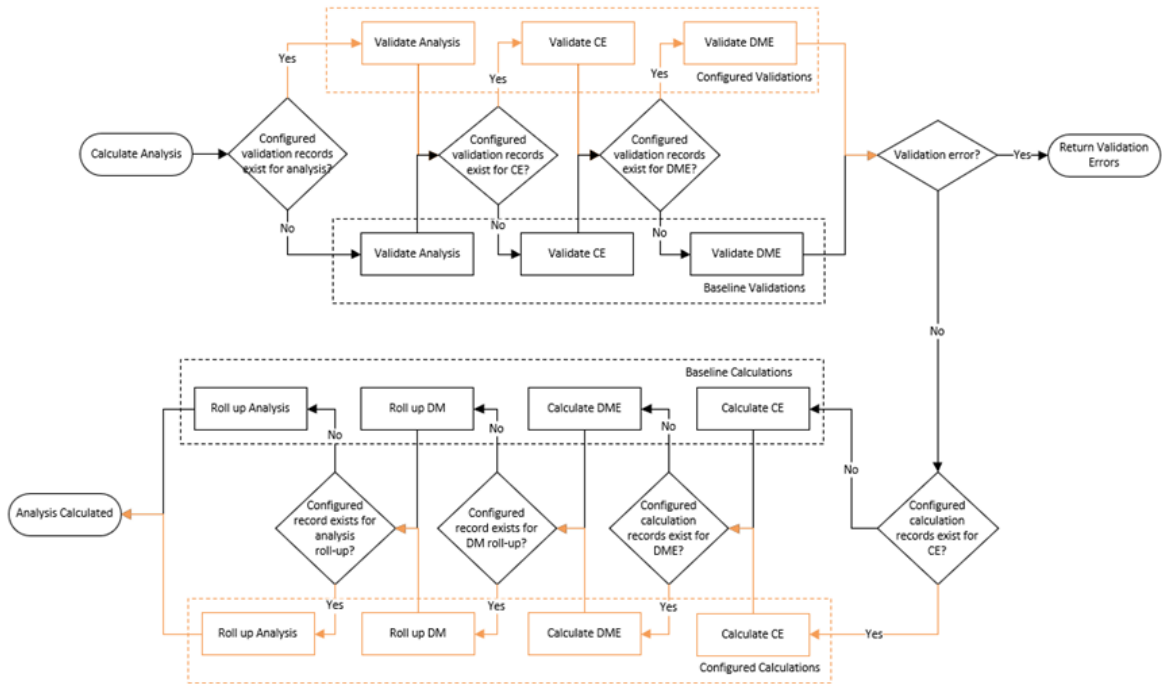 Validate Analysis
Validate CE
Validate DME
Yes
Yes
Yes
Configured Validations
Calculate Analysis
Configured
validation records
exist for analysis?
Configured
validation records
exist for CE?
Configured
validation records
exist for DME?
Validation error?
Yes
Return Validation
Errors
No
No
No
Validate Analysis
Validate CE
Validate DME
Baseline Validations
No
Baseline Calculations
Roll up Analysis
Roll up DM
Calculate DME
Calculate CE
No
No
No
No
Analysis Calculated
Configured
record exists for
analysis
roll-up?
Configured
record exists for
DM roll-up?
Configured
calculation
records exist for
DME?
Configured
calculation
records exist for
CE?
Yes
Yes
Yes
Yes
Roll up Analysis
Roll up DM
Calculate DME
Calculate CE
Configured Calculations